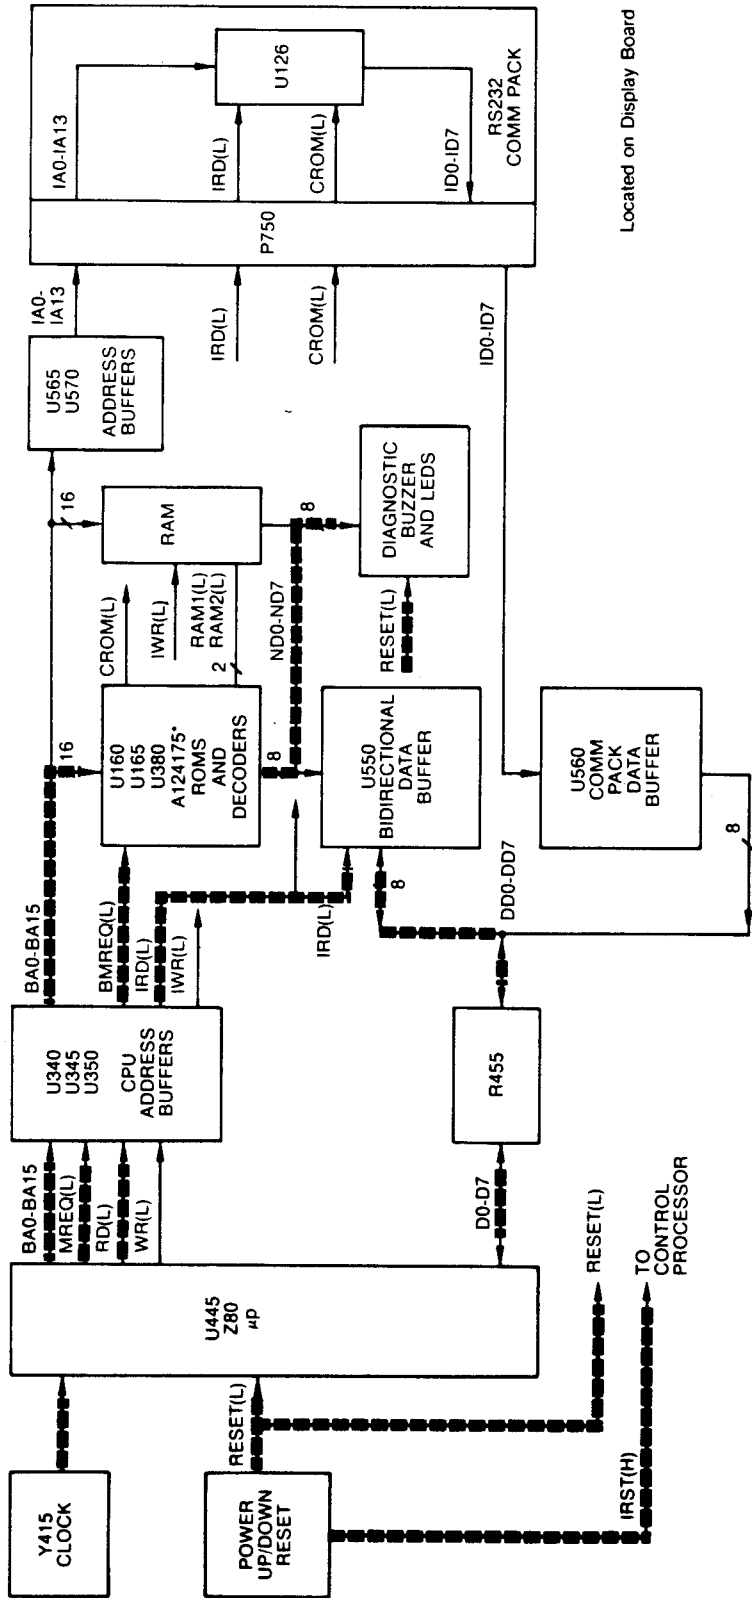 Y415
CLOCK
POWER
UP/DOWN
RESET
RESET(L)
IRST(H)
RESET(L)
TO
CONTROL
PROCESSOR
U445
Z80
µp
BA0-BA15
MREQ(L)
RD(L)
WR(L)
D0-D7
U340
U345
U350
CPU
ADDRESS
BUFFERS
R455
BA0-BA15
BMREQ(L)
IRD(L)
IWR(L)
IRD(L)
8
DD0-DD7
16
U160
U165
U380
A124175*
ROMS
AND
DECODERS
8
U550
BIDIRECTIONAL
DATA
BUFFER
U560
COMM
PACK
DATA
BUFFER
8
CROM(L)
IWR(L)
RAM1(L)
RAM2(L)
2
ND0-ND7
RESET(L)
16
RAM
8
DIAGNOSTIC
BUZZER
AND LEDS
U565
U570
ADDRESS
BUFFERS
IA0-
IA13
IRD(L)
CROM(L)
ID0-ID7
P750
IA0-IA13
IRD(L)
CROM(L)
ID0-ID7
U126
RS232
COMM PACK
Located on Display Board